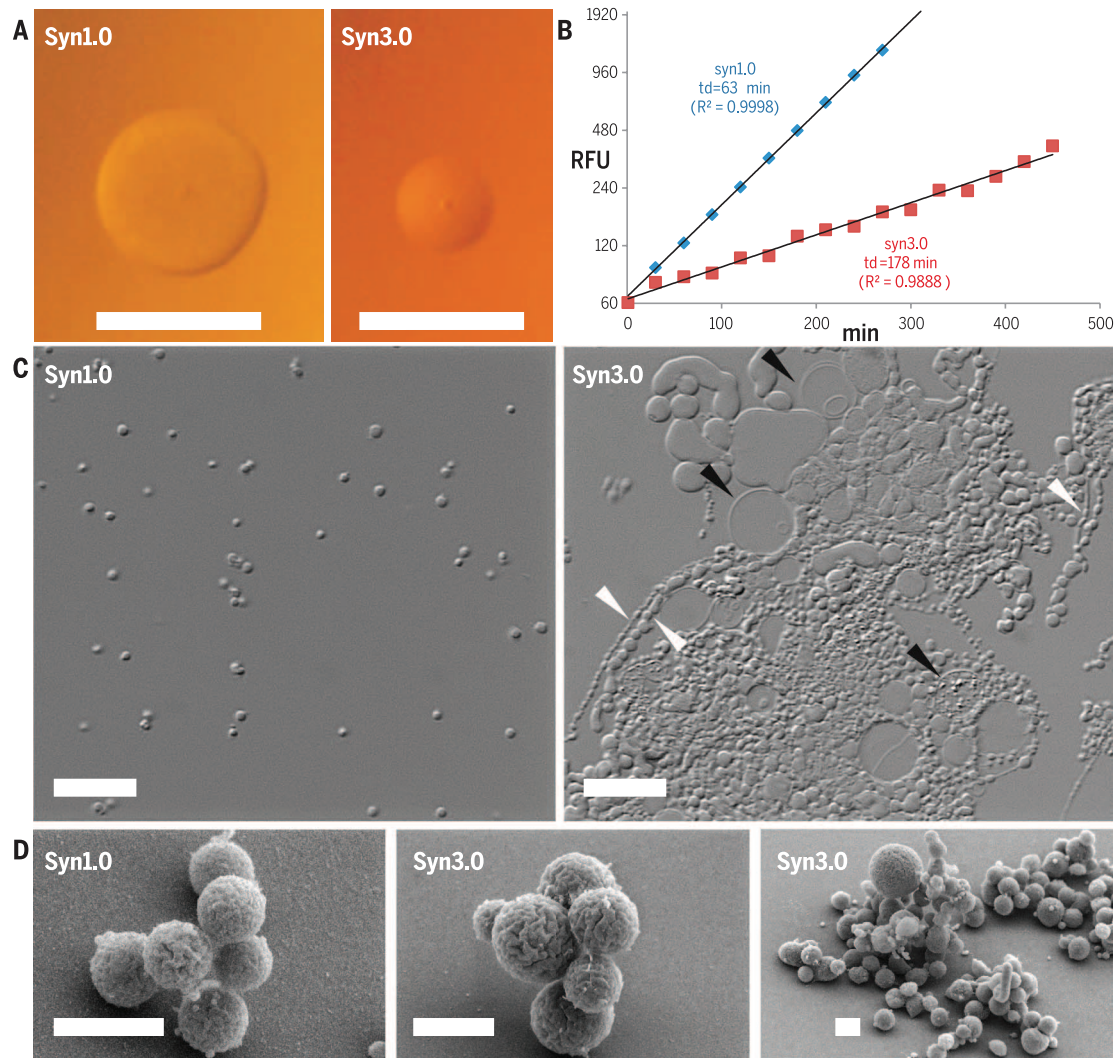 A
Syn1.0
Syn3.0
B
1920
960
480
240
120
60
RFU
syn1.0
td=63 min
(R² = 0.9998)
syn3.0
td=178 min
(R² = 0.9888 )
0
100
200
300
400
500
min
C
Syn1.0
Syn3.0
D
Syn1.0
Syn3.0
Syn3.0